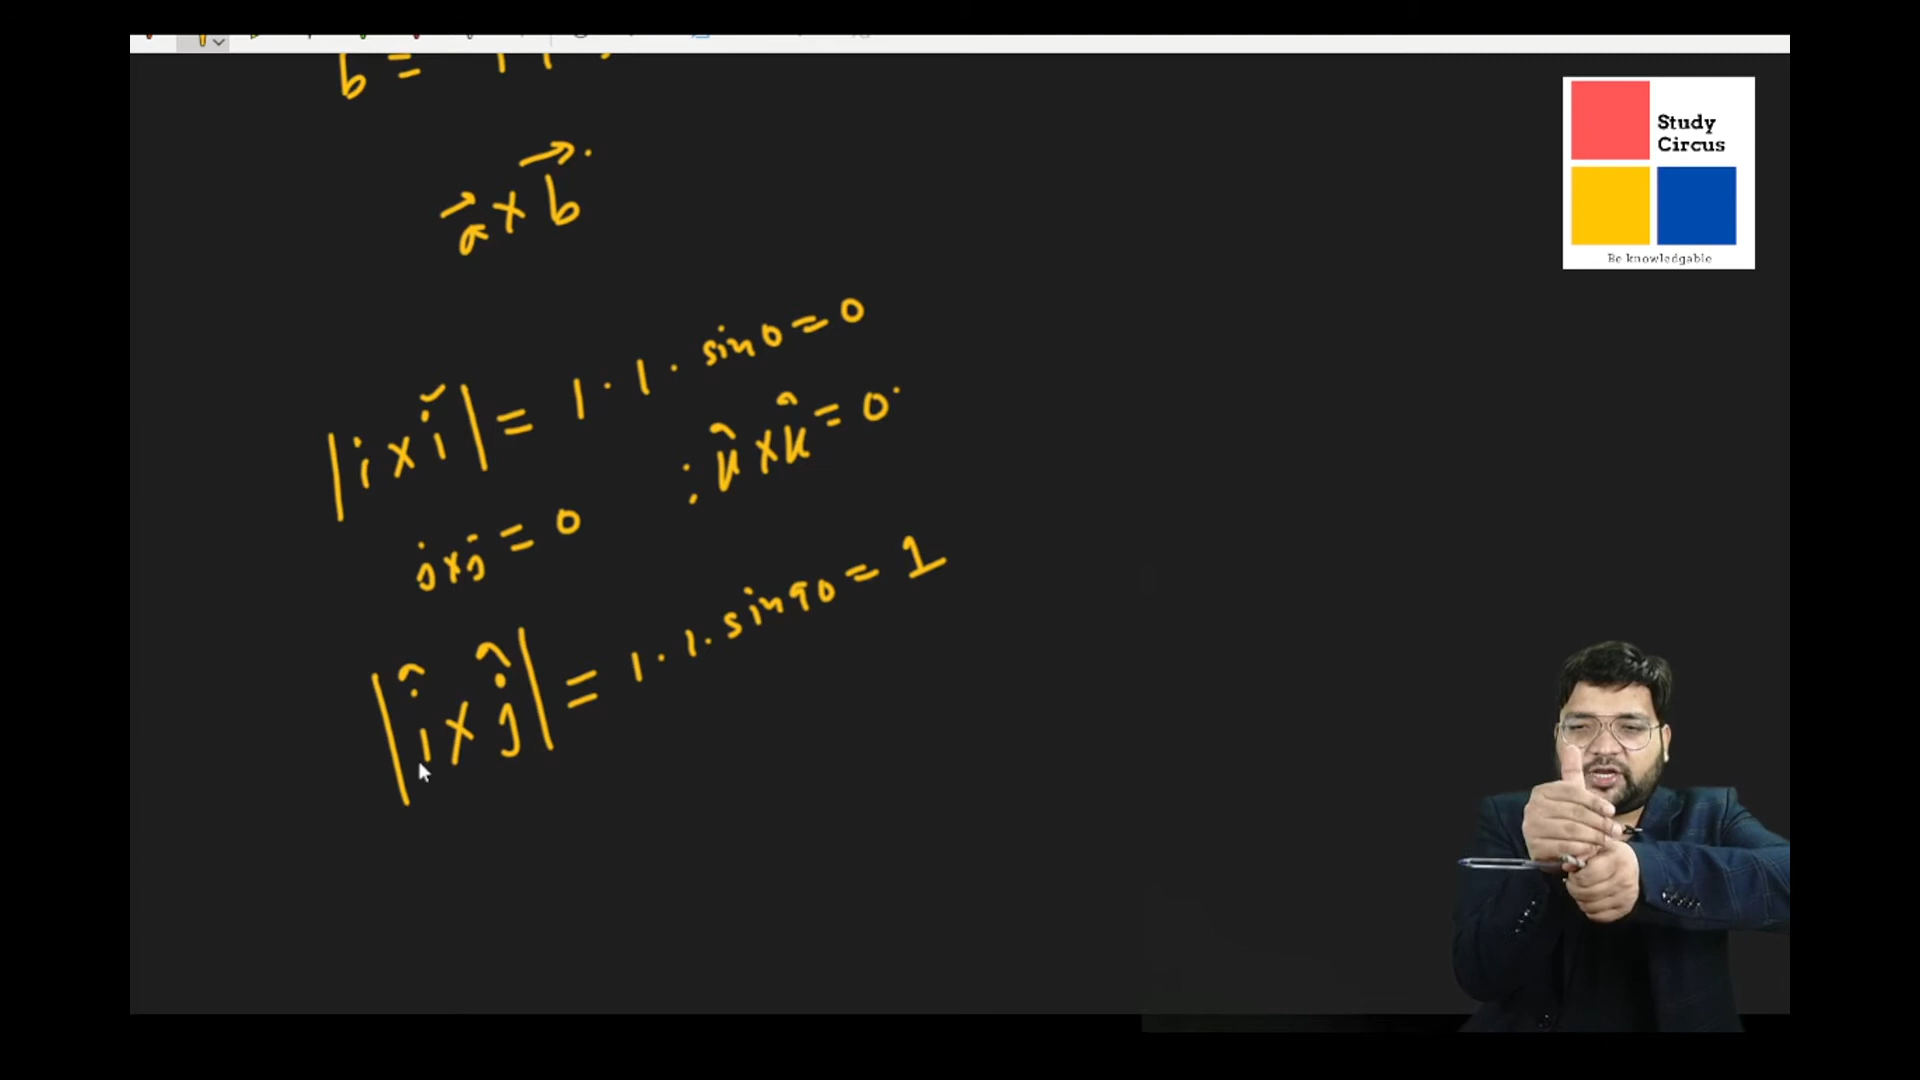 b =
a⃗ × b⃗
|i × i| = 1 · 1 · sin 0 = 0
j × j = 0 ; k̂ × k̂ = 0
|î × ĵ| = 1 · 1 · sin 90 = 1
Study
Circus
Be knowledgable